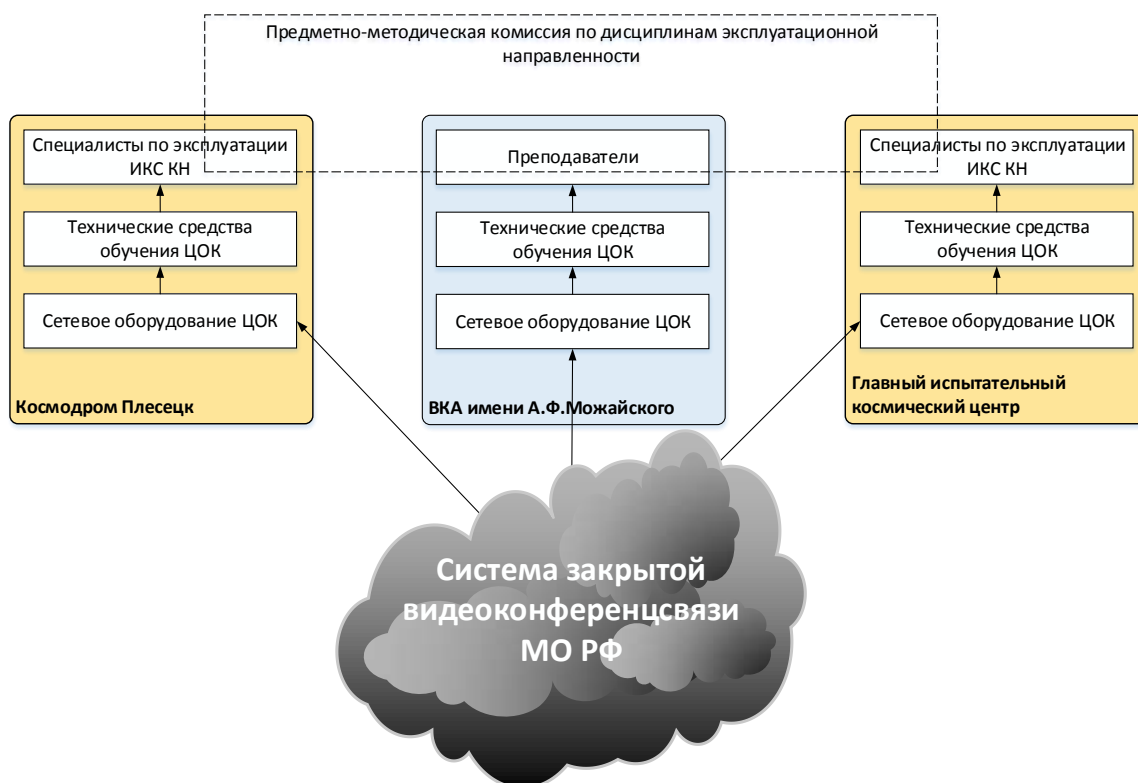 Предметно-методическая комиссия по дисциплинам эксплуатационной
направленности
Специалисты по эксплуатации
ИКС КН
Технические средства
обучения ЦОК
Сетевое оборудование ЦОК
Космодром Плесецк
Преподаватели
Технические средства
обучения ЦОК
Сетевое оборудование ЦОК
ВКА имени А.Ф.Можайского
Специалисты по эксплуатации
ИКС КН
Технические средства
обучения ЦОК
Сетевое оборудование ЦОК
Главный испытательный
космический центр
Система закрытой
видеоконференцсвязи
МО РФ